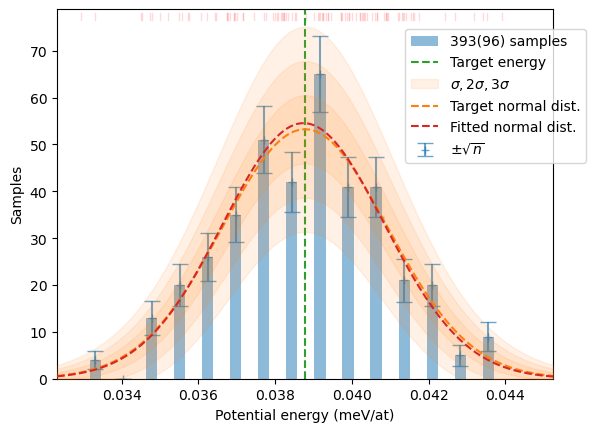 393(96) samples
Target energy
σ, 2σ, 3σ
Target normal dist.
Fitted normal dist.
±√n
Samples
70
60
50
40
30
20
10
0
0.034 0.036 0.038 0.040 0.042 0.044
Potential energy (meV/at)